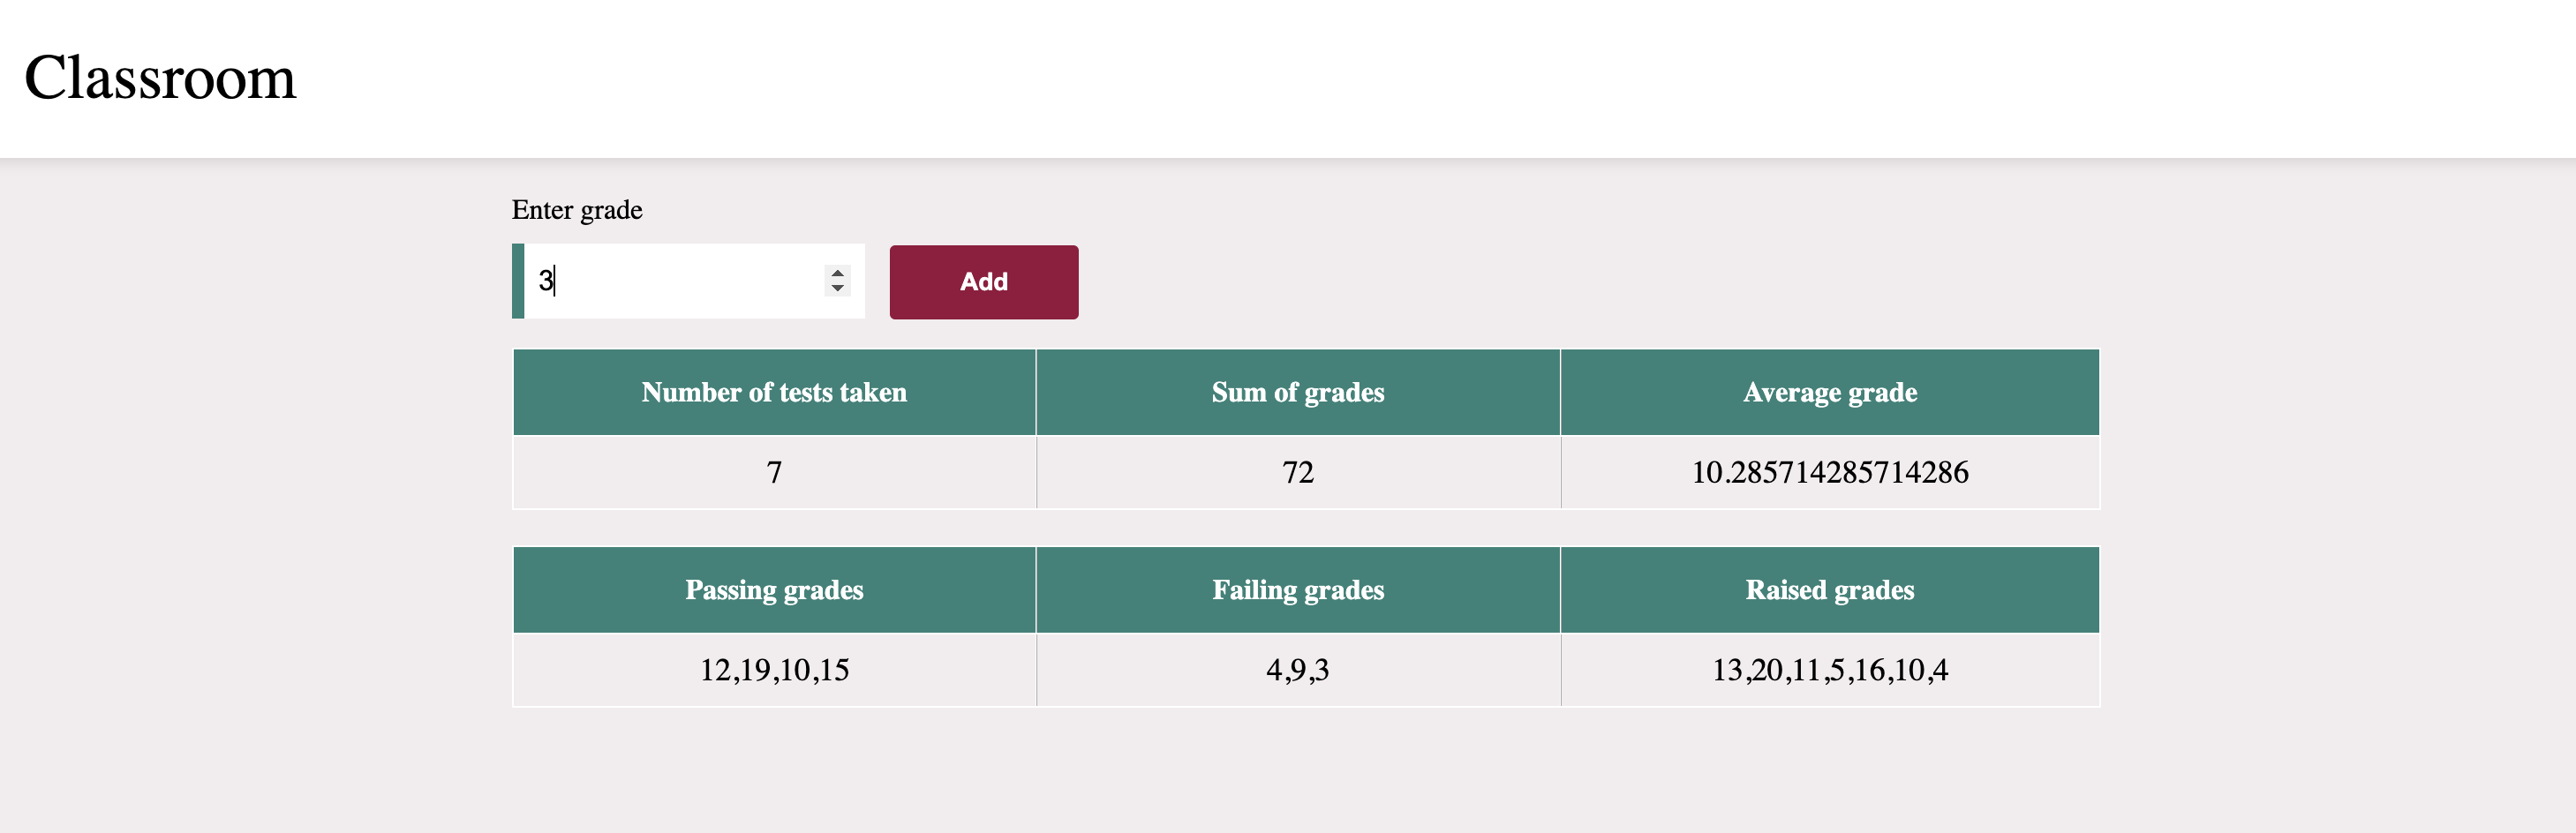 Classroom
Enter grade
3
Add
Number of tests taken Sum of grades Average grade
7 72 10.285714285714286
Passing grades Failing grades Raised grades
12,19,10,15 4,9,3 13,20,11,5,16,10,4